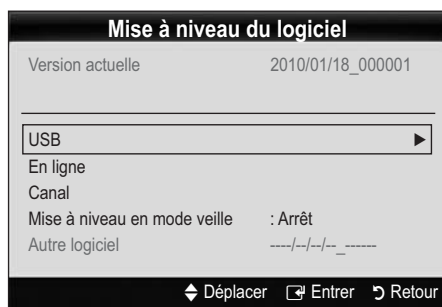 Mise à niveau du logiciel
Version actuelle 2010/01/18_000001
USB ▶
En ligne
Canal
Mise à niveau en mode veille : Arrêt
Autre logiciel ----/--/--/--_------
Déplacer Entrer Retour